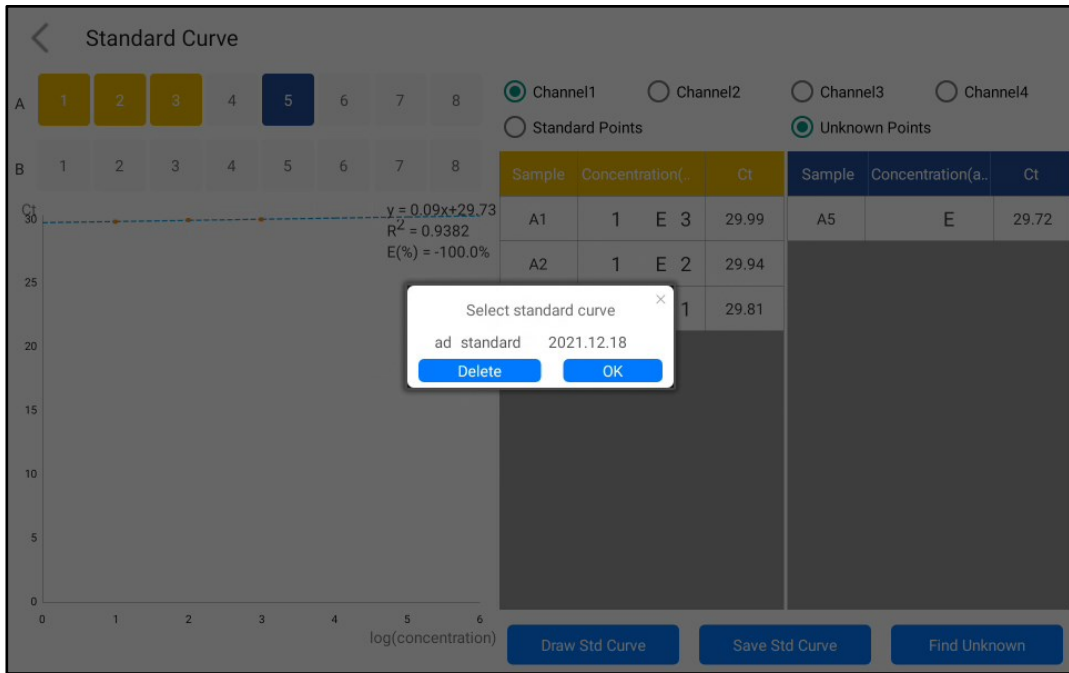 Standard Curve
A 1 2 3 4 5 6 7 8
B 1 2 3 4 5 6 7 8
Channel1 Channel2 Channel3 Channel4
Standard Points Unknown Points
Sample Concentration(.. Ct
A1 1 E 3 29.99
A2 1 E 2 29.94
1 29.81
Sample Concentration(a.. Ct
A5 E 29.72
Ct
y = 0.09x+29.73
R2 = 0.9382
E(%) = -100.0%
30
25
20
15
10
5
0
0 1 2 3 4 5 6
log(concentration)
Select standard curve ×
ad standard 2021.12.18
Delete OK
Draw Std Curve Save Std Curve Find Unknown